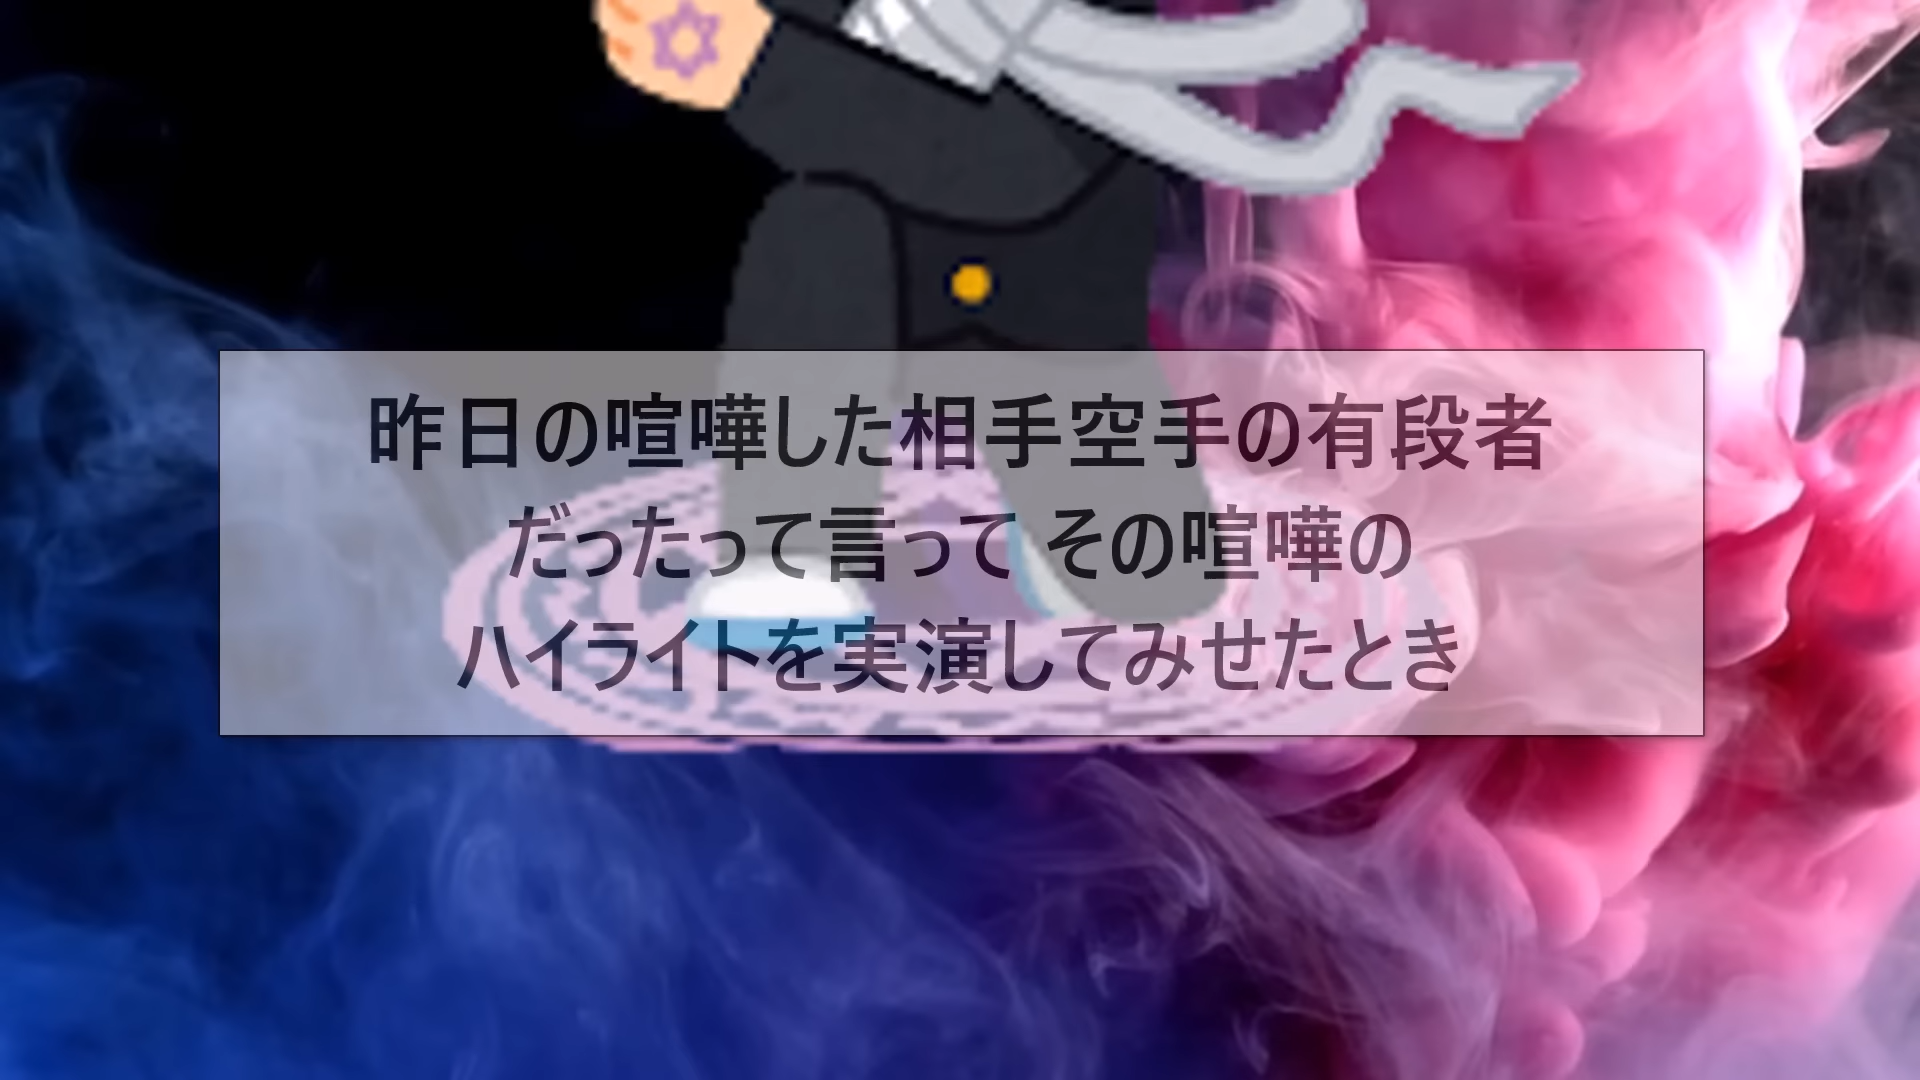 昨日の喧嘩した相手空手の有段者
だったって言って その喧嘩の
ハイライトを実演してみせたとき